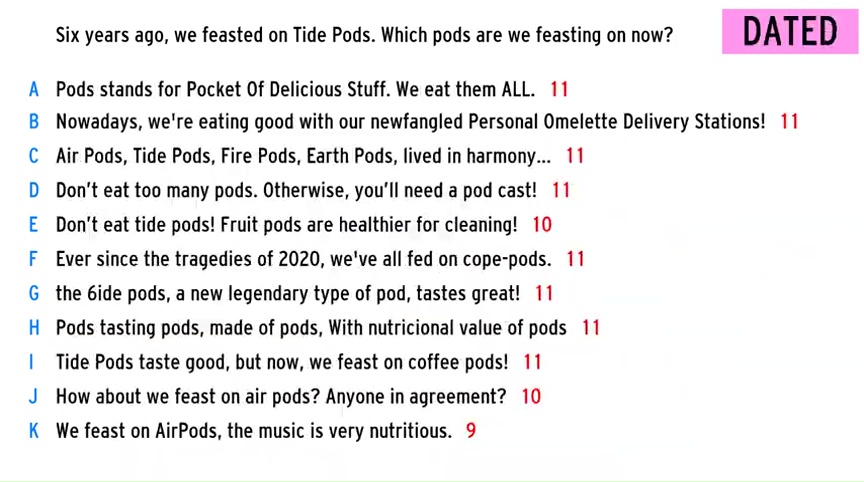 Six years ago, we feasted on Tide Pods. Which pods are we feasting on now?
DATED
A Pods stands for Pocket Of Delicious Stuff. We eat them ALL. 11
B Nowadays, we're eating good with our newfangled Personal Omelette Delivery Stations! 11
C Air Pods, Tide Pods, Fire Pods, Earth Pods, lived in harmony... 11
D Don't eat too many pods. Otherwise, you'll need a pod cast! 11
E Don't eat tide pods! Fruit pods are healthier for cleaning! 10
F Ever since the tragedies of 2020, we've all fed on cope-pods. 11
G the 6ide pods, a new legendary type of pod, tastes great! 11
H Pods tasting pods, made of pods, With nutricional value of pods 11
I Tide Pods taste good, but now, we feast on coffee pods! 11
J How about we feast on air pods? Anyone in agreement? 10
K We feast on AirPods, the music is very nutritious. 9